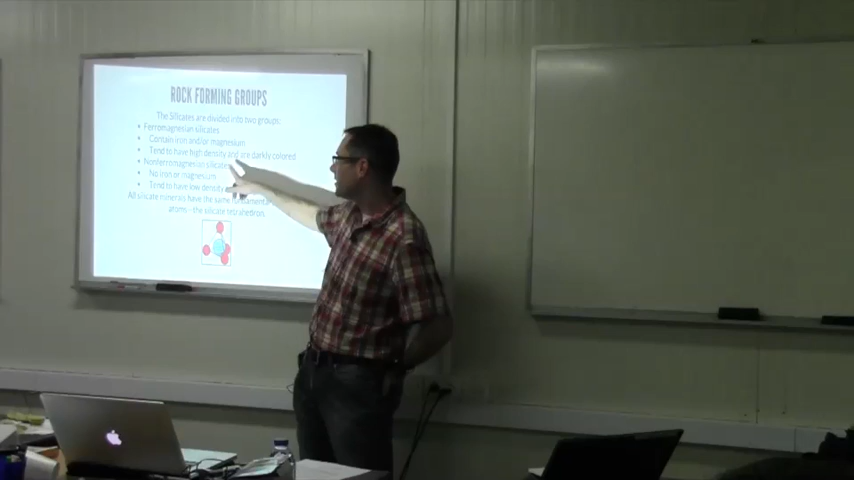 ROCK FORMING GROUPS
The Silicates are divided into two groups.
• Ferromagnesian silicates
• Contain iron and/or magnesium
• Tend to have high density and are darkly colored
• Nonferromagnesian silicates
• No iron or magnesium
• Tend to have low density
All silicate minerals have the same fundamental
atoms - the silicate tetrahedron.